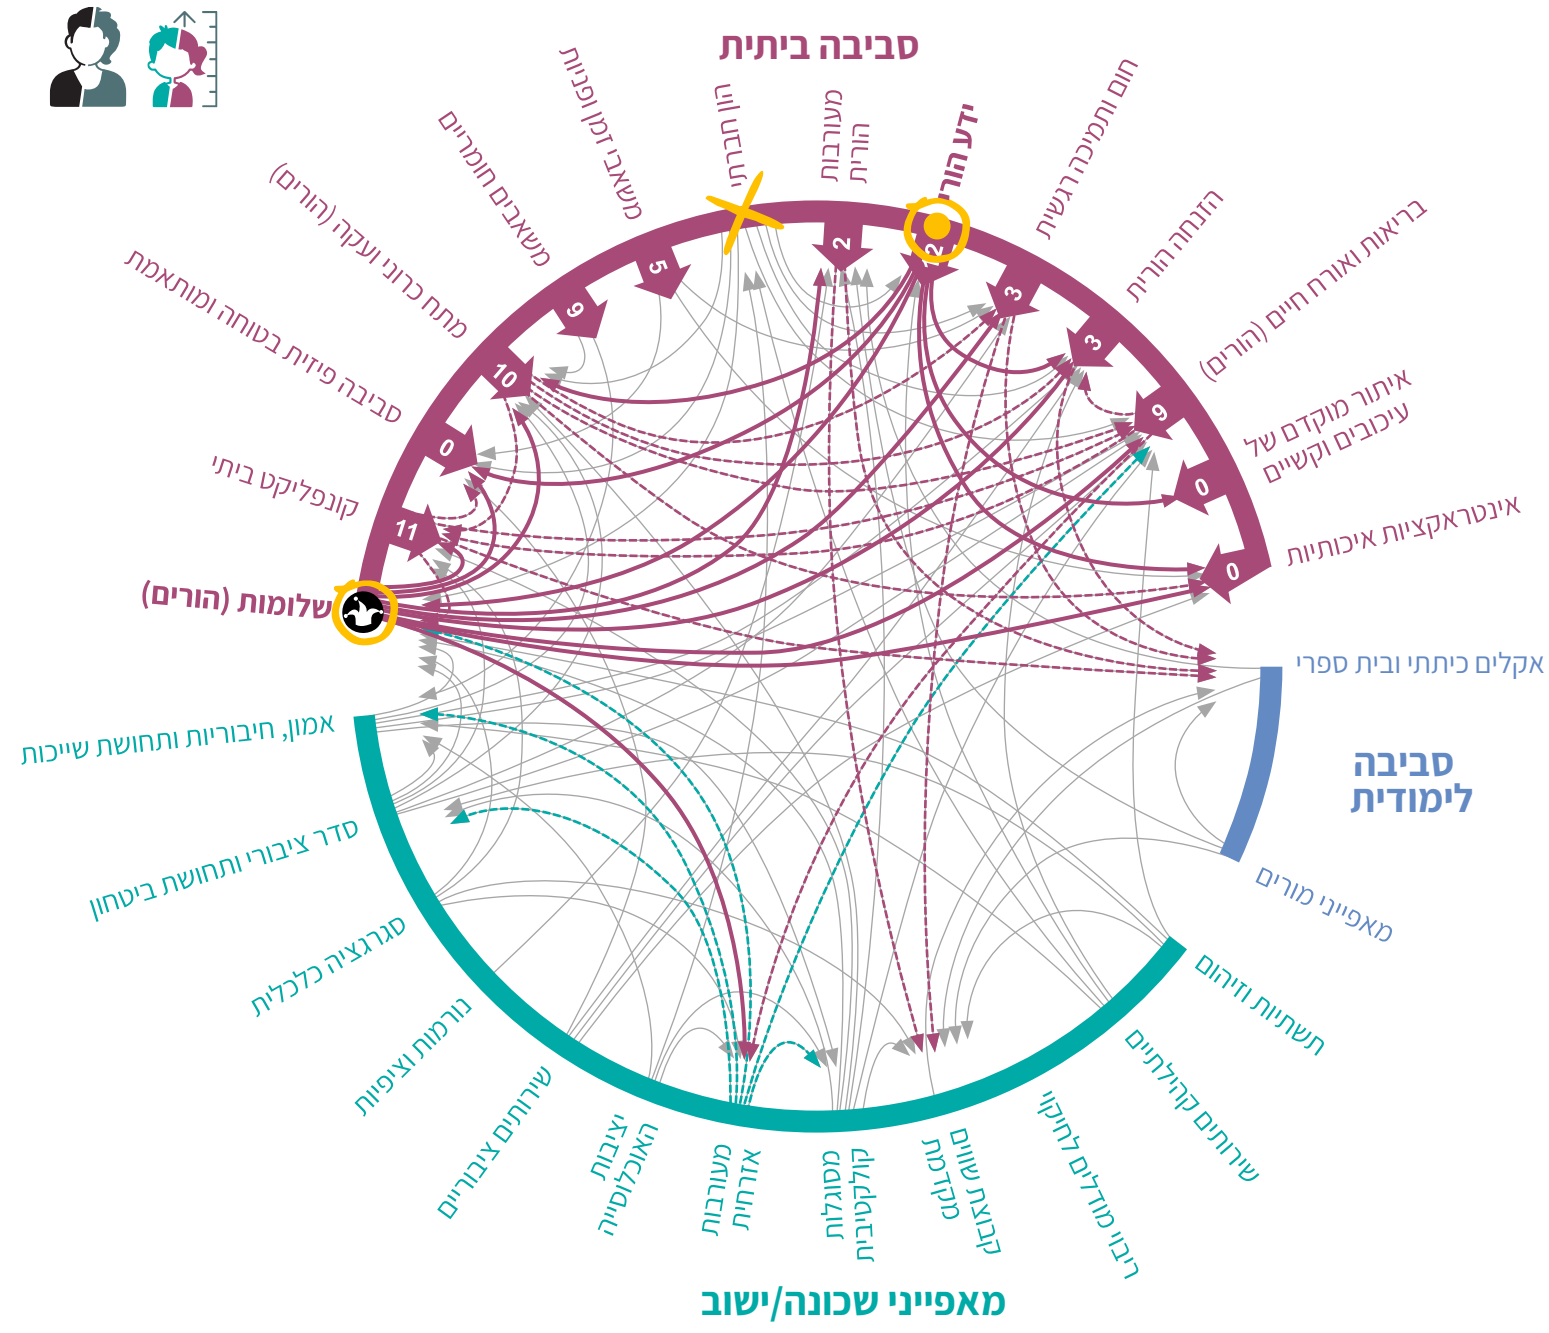 סביבה ביתית
שלומות (הורים)
קונפליקט ביתי
סביבה פיזית בטוחה ומותאמת
מתח כרוני ועקה (הורים)
משאבים חומריים
משאבי זמן ופניות
הון חברתי
מעורבות
הורית
ידע הורי
חום ותמיכה רגשית
הזנחה הורית
בריאות ואורח חיים (הורים)
איתור מוקדם של
עיכובים וקשיים
אינטראקציות איכותיות
11
0
10
9
5
2
12
3
3
9
0
0
אקלים כיתתי ובית ספרי
סביבה
לימודית
מאפייני מורים
תשתיות וזיהום
שירותים קהילתיים
ריבוי מודלים לחיקוי
קבוצת שווים
מקדמת
מסוגלות
קולקטיבית
מעורבות
אזרחית
יציבות
האוכלוסייה
שירותים ציבוריים
נורמות וציפיות
סגרגציה כלכלית
סדר ציבורי ותחושת ביטחון
אמון, חיבוריות ותחושת שייכות
מאפייני שכונה/ישוב